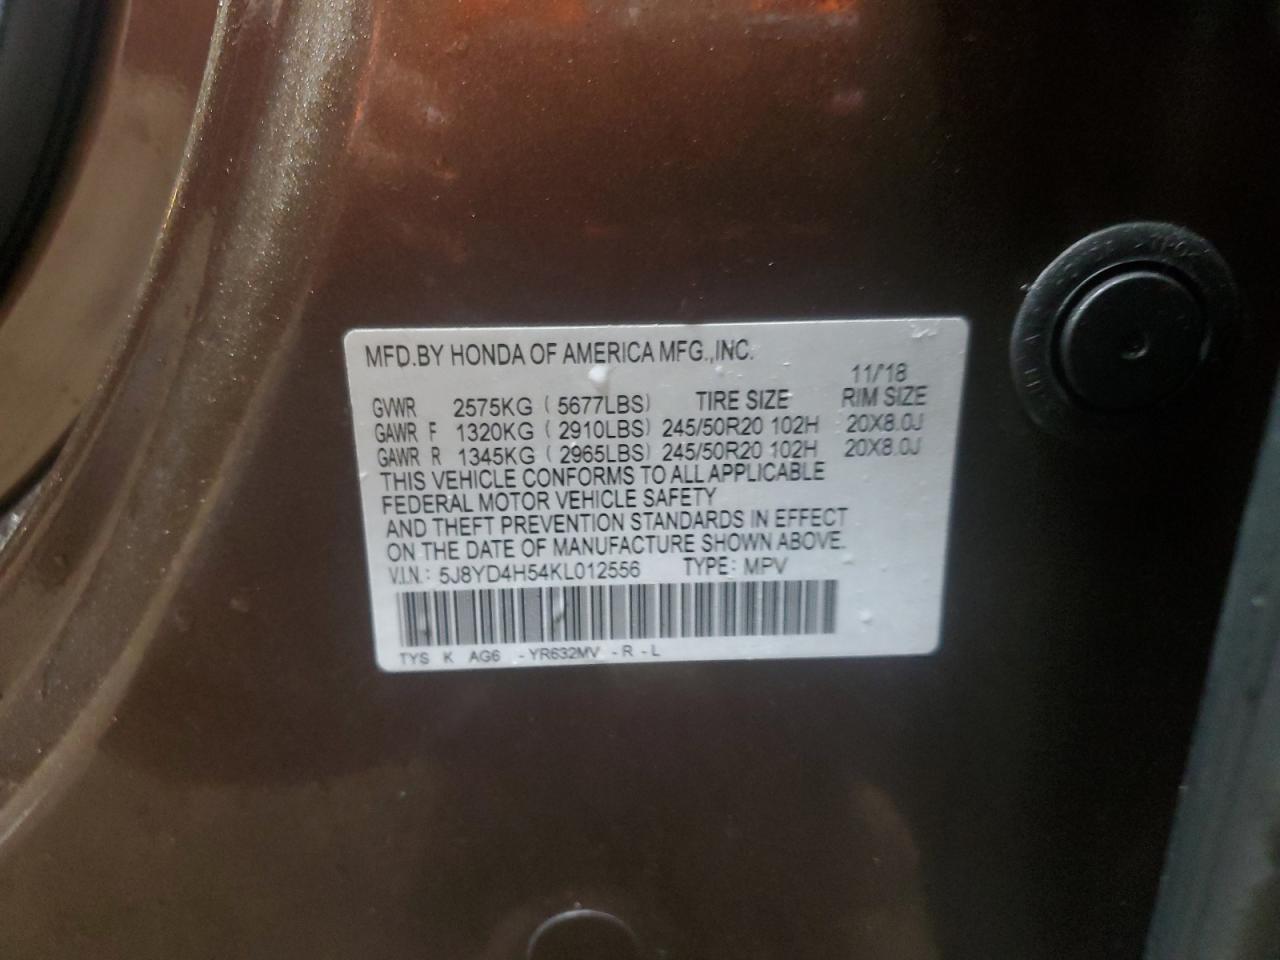 MFD.BY HONDA OF AMERICA MFG.,INC.
11/'18
GVWR 2575KG ( 5677LBS) TIRE SIZE RIM SIZE
GAWR F 1320KG ( 2910LBS) 245/50R20 102H 20X8.0J
GAWR R 1345KG ( 2965LBS) 245/50R20 102H 20X8.0J
THIS VEHICLE CONFORMS TO ALL APPLICABLE
FEDERAL MOTOR VEHICLE SAFETY
AND THEFT PREVENTION STANDARDS IN EFFECT
ON THE DATE OF MANUFACTURE SHOWN ABOVE.
V.I.N.: 5J8YD4H54KL012556 TYPE: MPV
TYS K AG6 -YR632MV -R -L